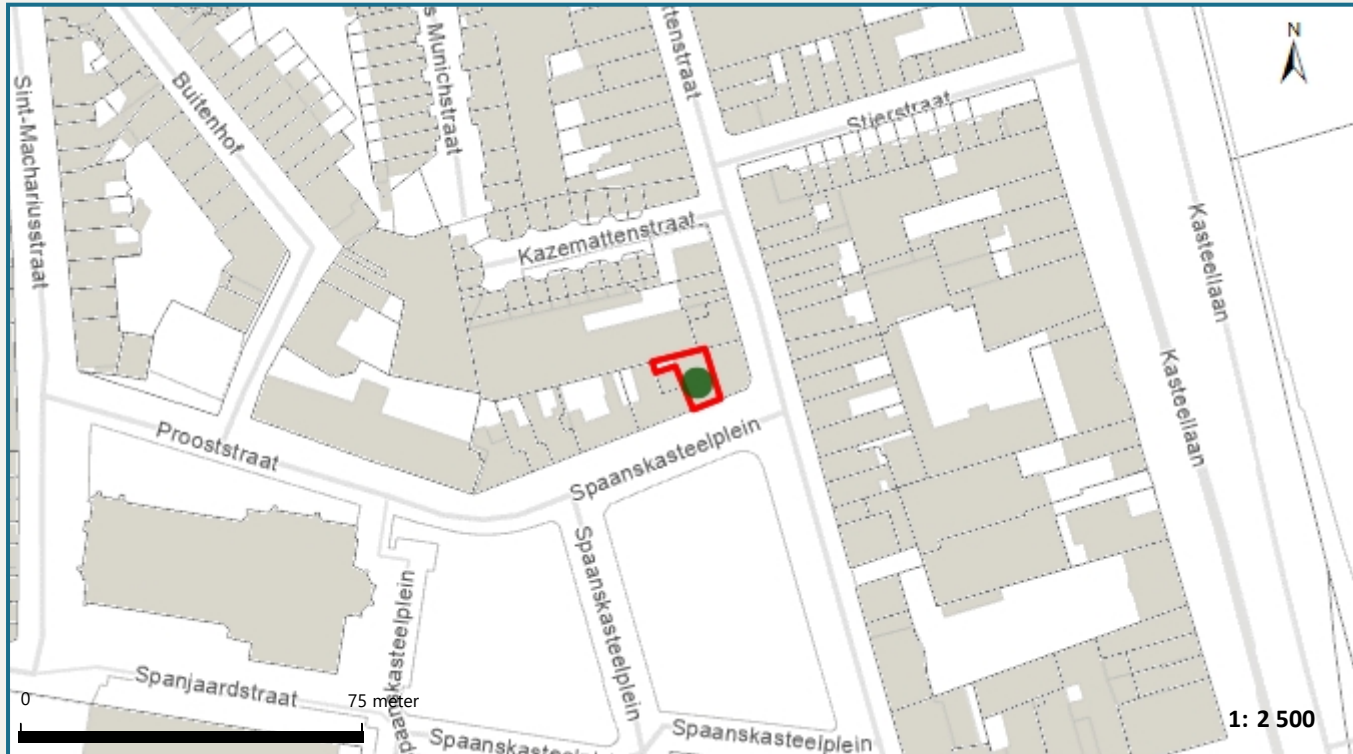 N
s Munichstraat
ttenstraat
Buitenhof
Sint-Machariusstraat
Stierstraat
Kazemattenstraat
Kasteellaan
Kasteellaan
Prooststraat
Spaanskasteelplein
Spaanskasteelplein
Spaanskasteelplein
Spanjaardstraat
0
75 meter
Spaanskasteelplein
1: 2 500